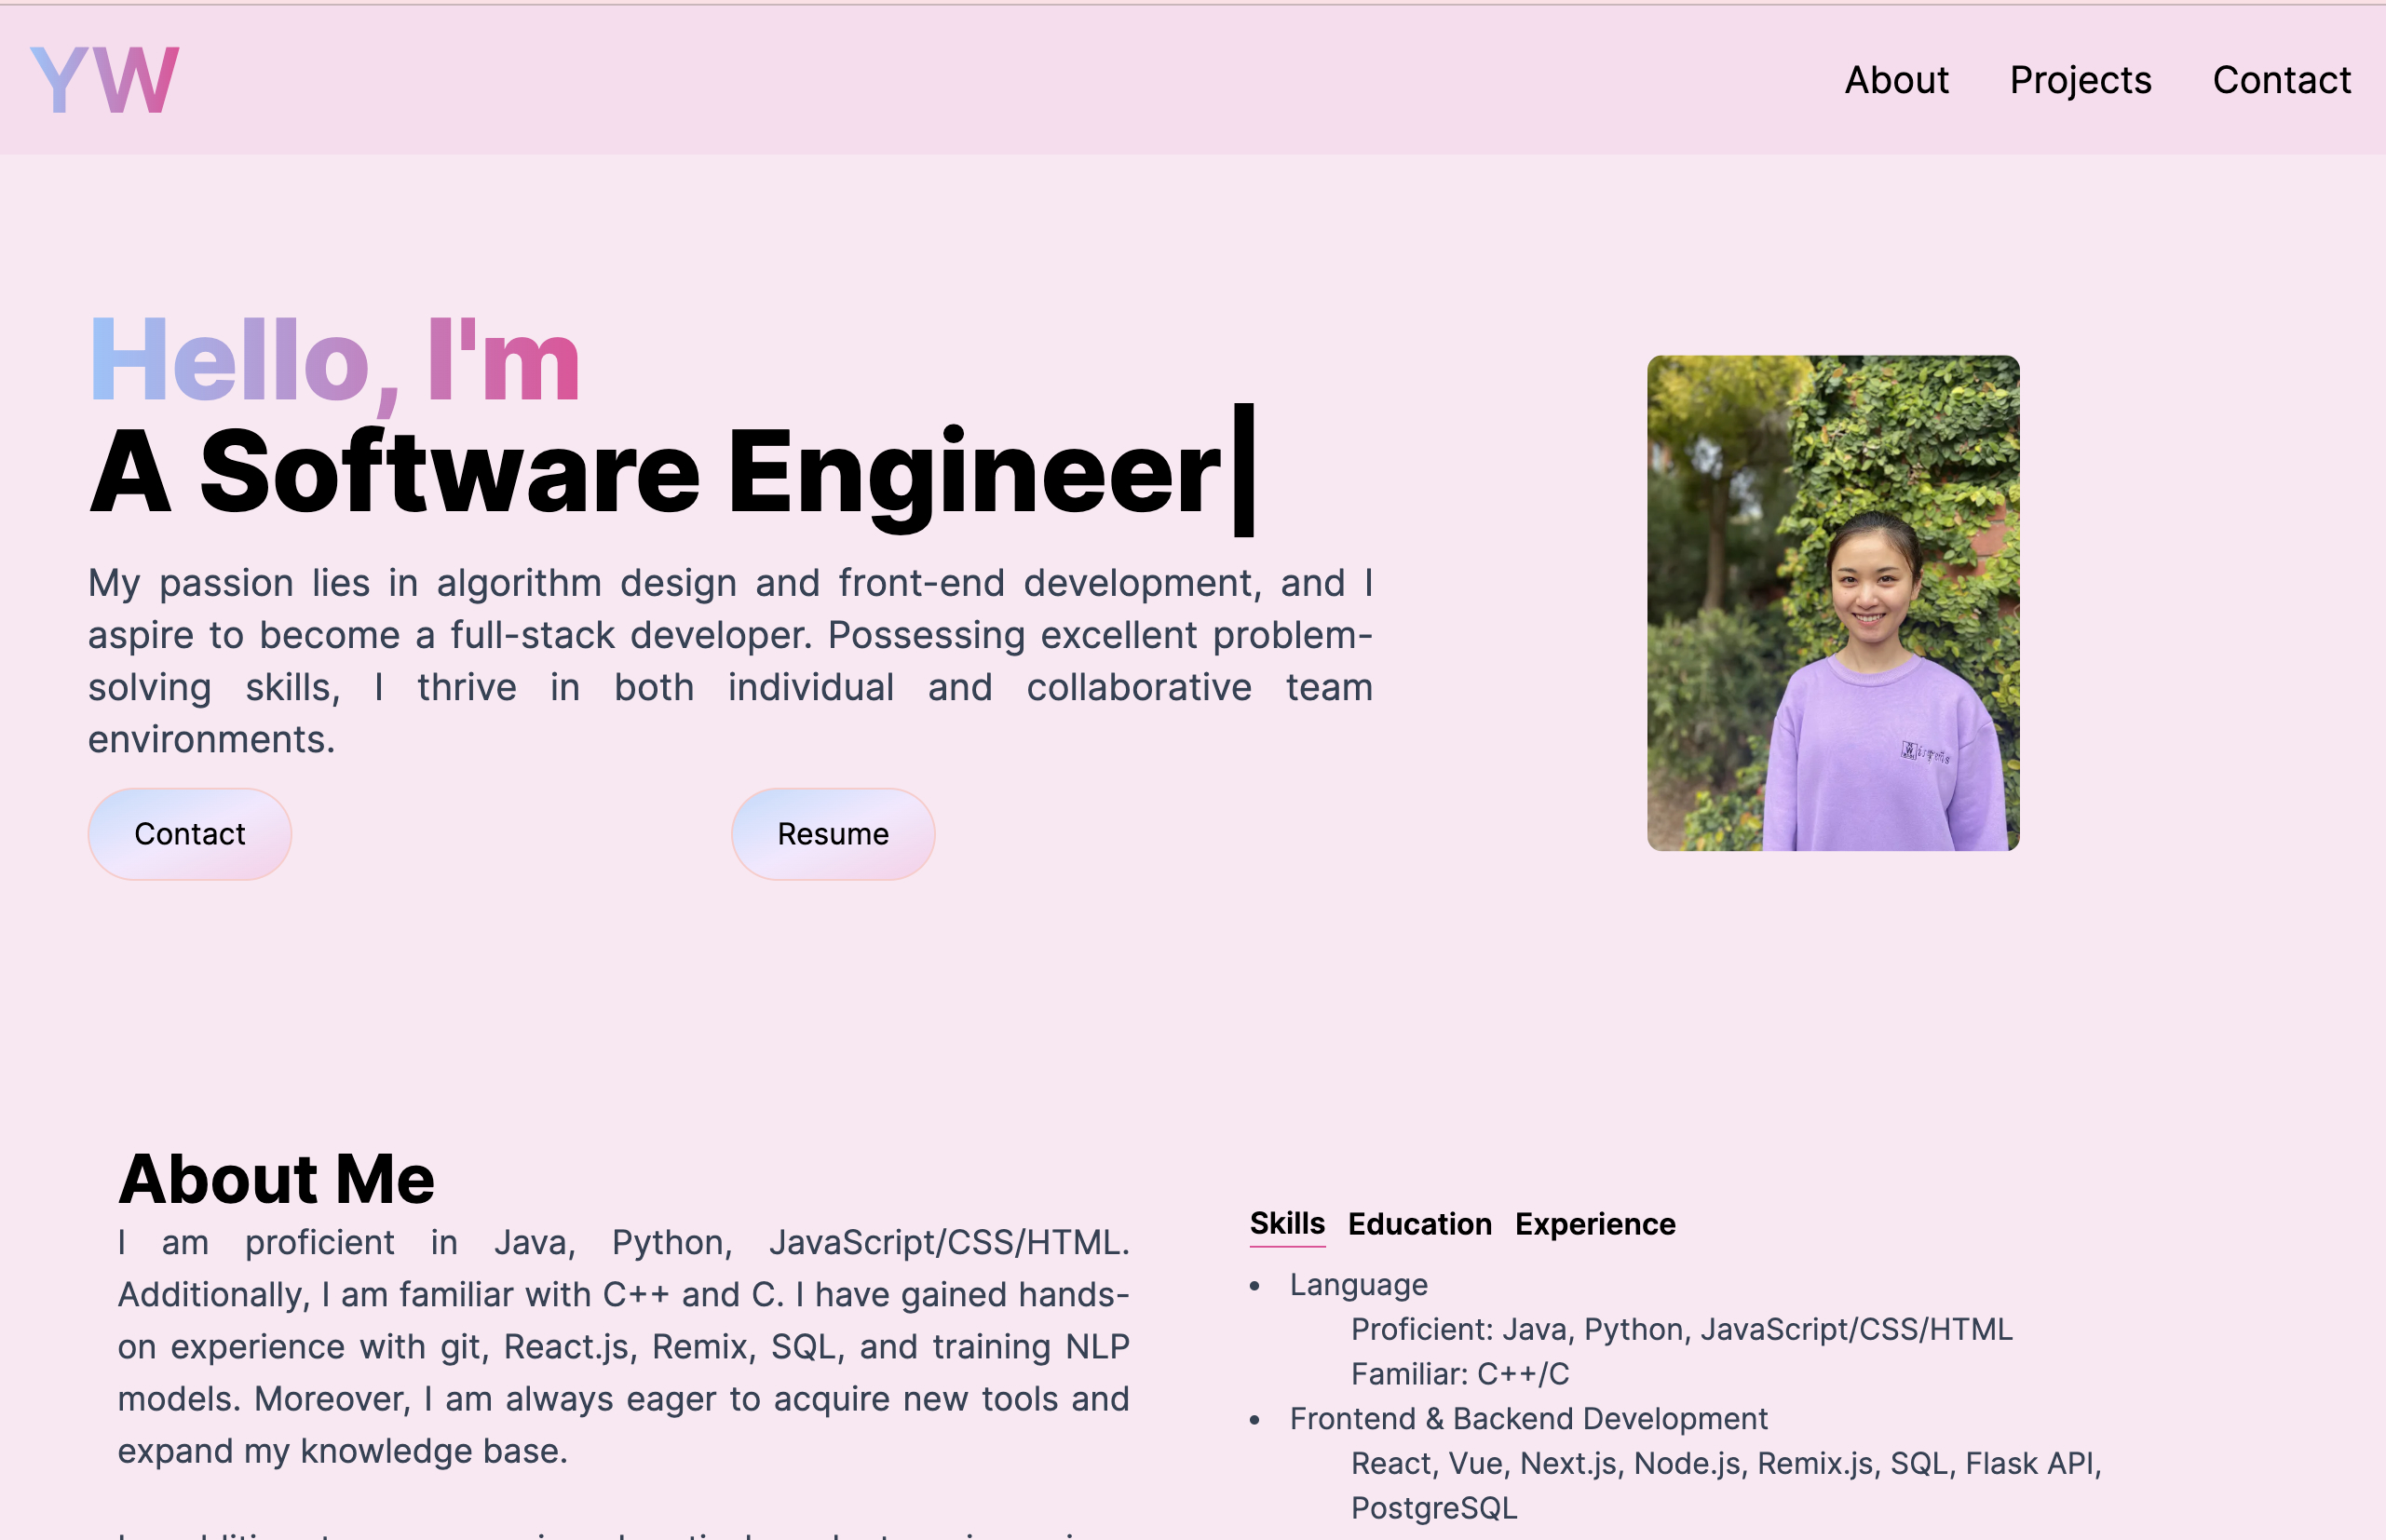 YW
About Projects Contact
Hello, I'm
A Software Engineer
My passion lies in algorithm design and front-end development, and I
aspire to become a full-stack developer. Possessing excellent problem-
solving skills, I thrive in both individual and collaborative team
environments.
Contact
Resume
About Me
I am proficient in Java, Python, JavaScript/CSS/HTML.
Additionally, I am familiar with C++ and C. I have gained hands-
on experience with git, React.js, Remix, SQL, and training NLP
models. Moreover, I am always eager to acquire new tools and
expand my knowledge base.
Skills Education Experience
• Language
Proficient: Java, Python, JavaScript/CSS/HTML
Familiar: C++/C
• Frontend & Backend Development
React, Vue, Next.js, Node.js, Remix.js, SQL, Flask API,
PostgreSQL